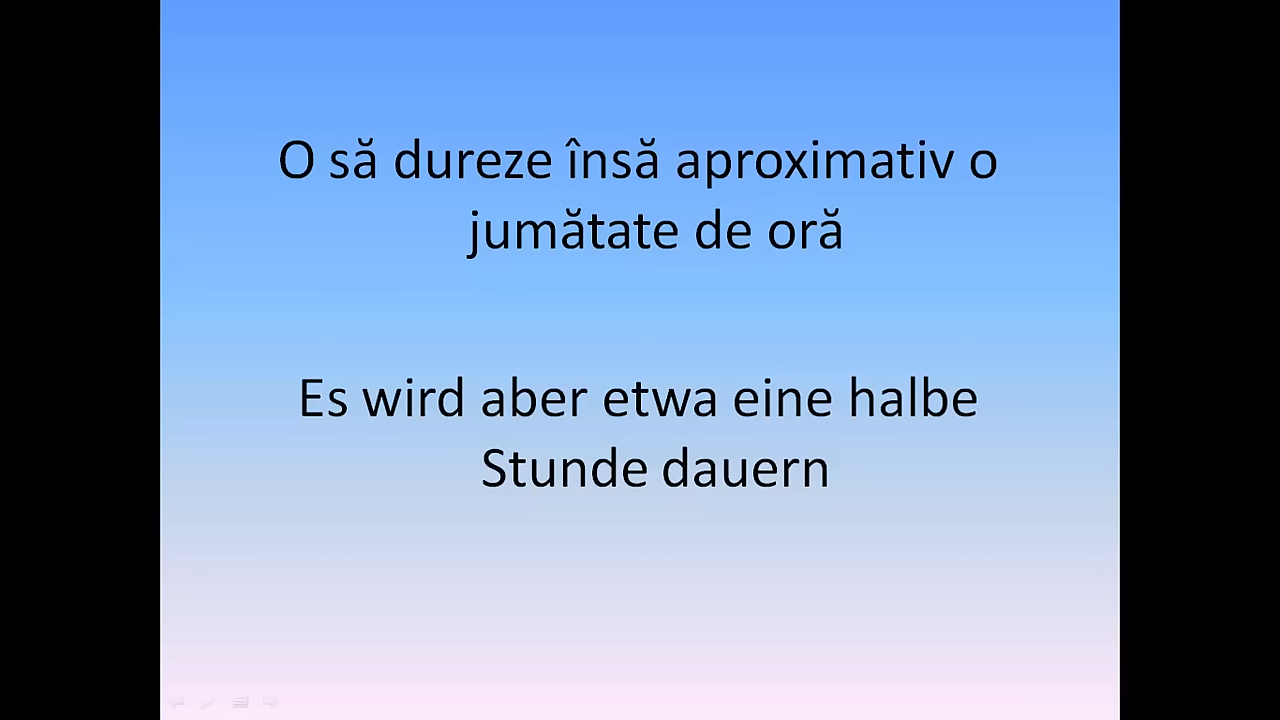 O să dureze însă aproximativ o
jumătate de oră
Es wird aber etwa eine halbe
Stunde dauern